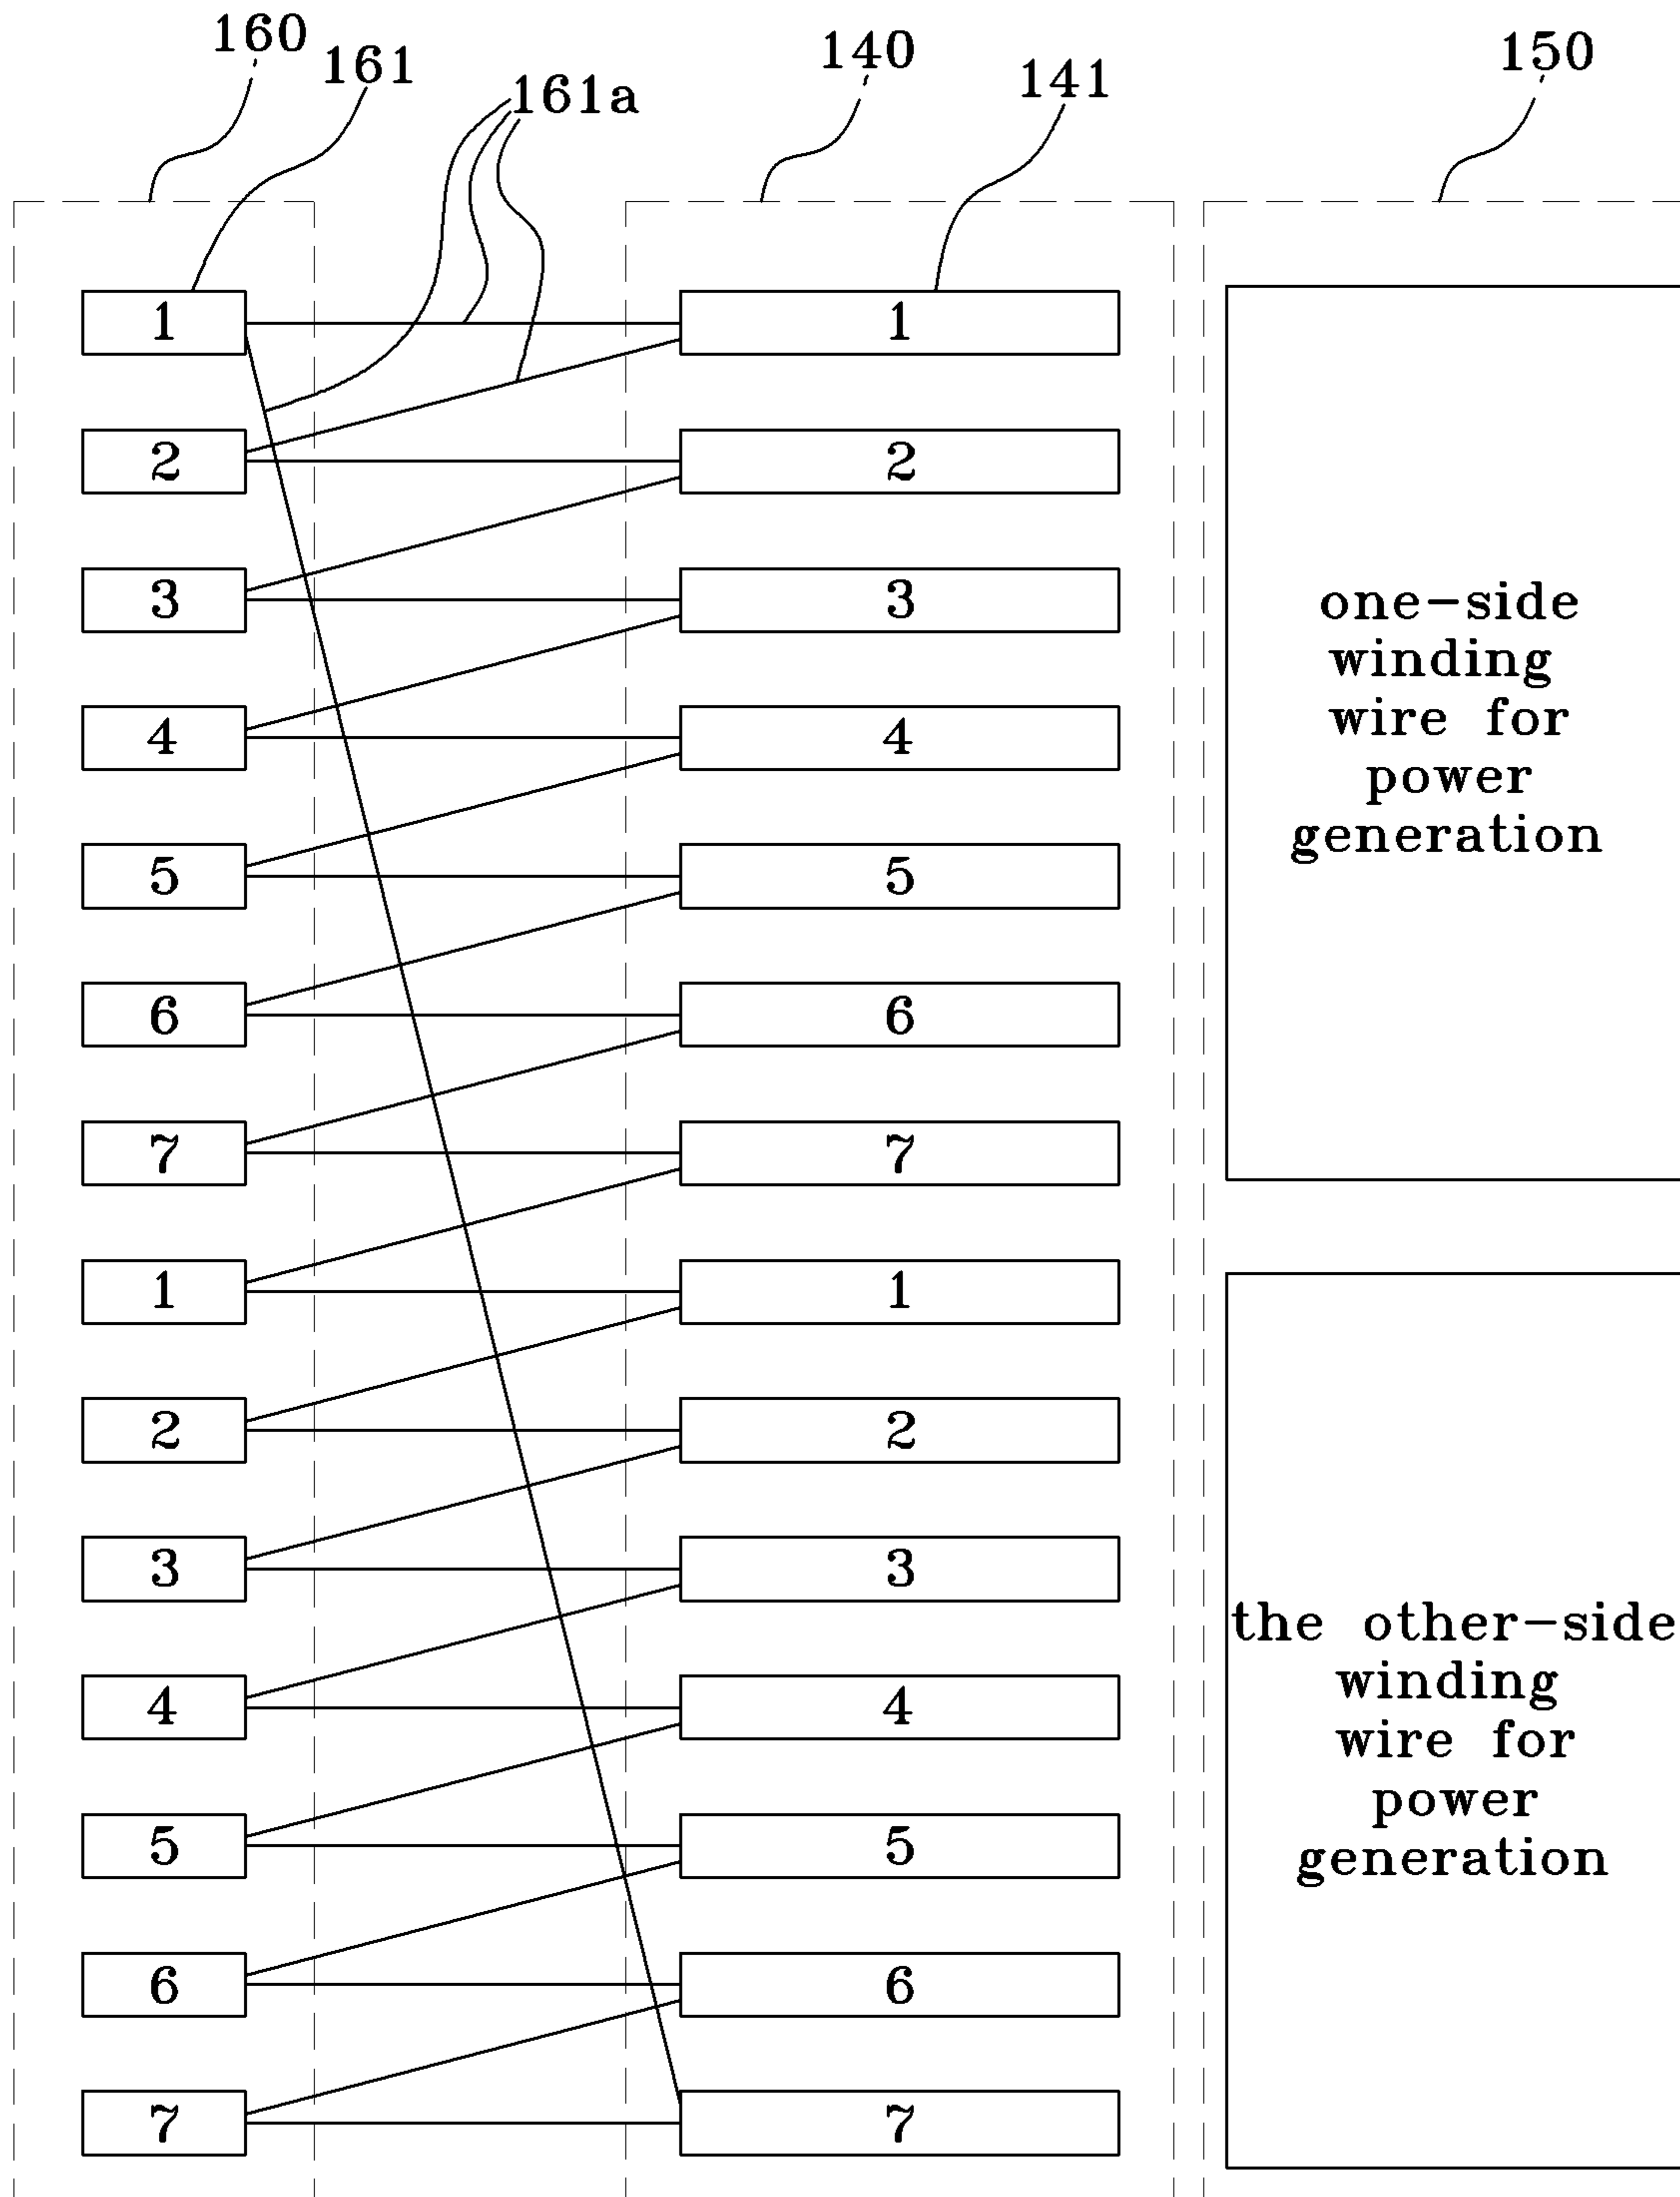 160
161
161a
140
141
150
1 1
2 2
3 3
4 4
5 5
6 6
7 7
1 1
2 2
3 3
4 4
5 5
6 6
7 7
one-side
winding
wire for
power
generation
the other-side
winding
wire for
power
generation